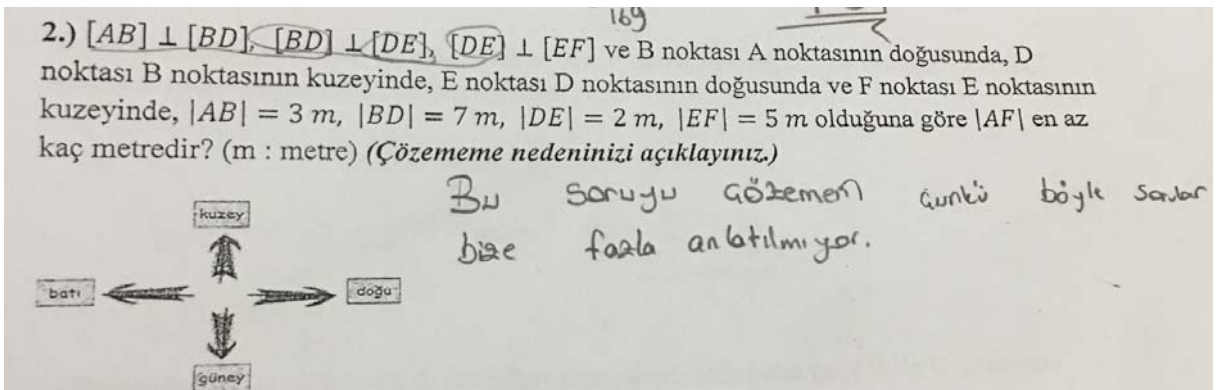 169
2.) [AB] ⊥ [BD], [BD] ⊥ [DE], [DE] ⊥ [EF] ve B noktası A noktasının doğusunda, D
noktası B noktasının kuzeyinde, E noktası D noktasının doğusunda ve F noktası E noktasının
kuzeyinde, |AB| = 3 m, |BD| = 7 m, |DE| = 2 m, |EF| = 5 m olduğuna göre |AF| en az
kaç metredir? (m : metre) (Çözememe nedeninizi açıklayınız.)
Bu soruyu çözemem çünkü böyle sorular
bize fazla anlatılmıyor.
kuzey
batı
doğu
güney